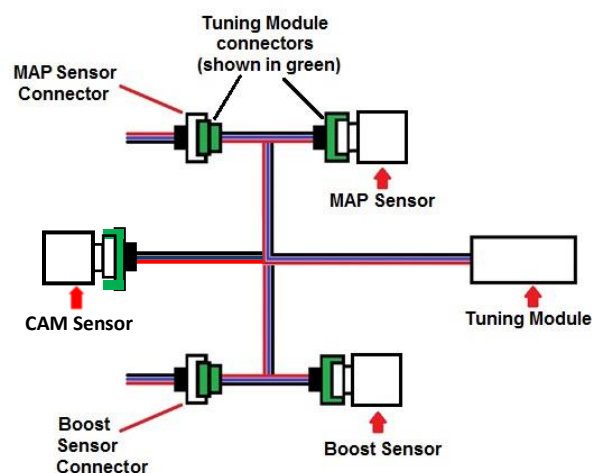 Tuning Module
connectors
(shown in green)
MAP Sensor
Connector
MAP Sensor
CAM Sensor
Tuning Module
Boost
Sensor
Connector
Boost Sensor